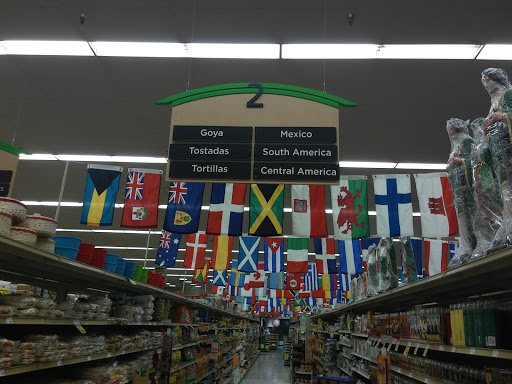 2
Goya
Mexico
Tostadas
South America
Tortillas
Central America